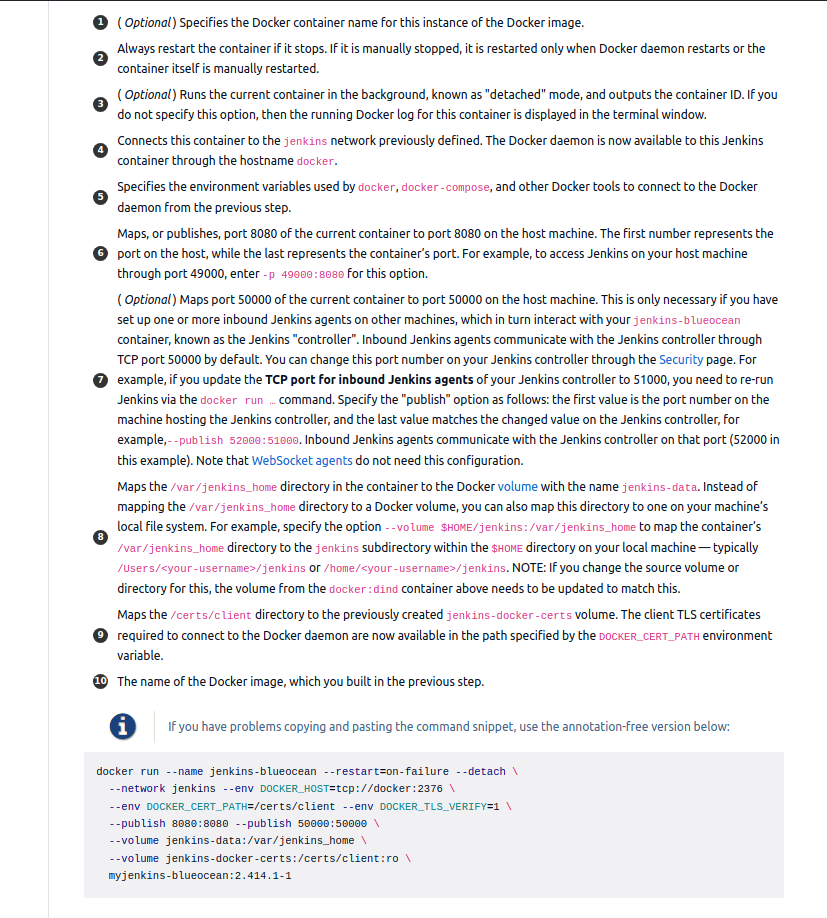 1 ( Optional ) Specifies the Docker container name for this instance of the Docker image.
2 Always restart the container if it stops. If it is manually stopped, it is restarted only when Docker daemon restarts or the
container itself is manually restarted.
3 ( Optional ) Runs the current container in the background, known as "detached" mode, and outputs the container ID. If you
do not specify this option, then the running Docker log for this container is displayed in the terminal window.
4 Connects this container to the jenkins network previously defined. The Docker daemon is now available to this Jenkins
container through the hostname docker.
5 Specifies the environment variables used by docker, docker-compose, and other Docker tools to connect to the Docker
daemon from the previous step.
6 Maps, or publishes, port 8080 of the current container to port 8080 on the host machine. The first number represents the
port on the host, while the last represents the container’s port. For example, to access Jenkins on your host machine
through port 49000, enter -p 49000:8080 for this option.
7 ( Optional ) Maps port 50000 of the current container to port 50000 on the host machine. This is only necessary if you have
set up one or more inbound Jenkins agents on other machines, which in turn interact with your jenkins-blueocean
container, known as the Jenkins "controller". Inbound Jenkins agents communicate with the Jenkins controller through
TCP port 50000 by default. You can change this port number on your Jenkins controller through the Security page. For
example, if you update the TCP port for inbound Jenkins agents of your Jenkins controller to 51000, you need to re-run
Jenkins via the docker run … command. Specify the "publish" option as follows: the first value is the port number on the
machine hosting the Jenkins controller, and the last value matches the changed value on the Jenkins controller, for
example,--publish 52000:51000. Inbound Jenkins agents communicate with the Jenkins controller on that port (52000 in
this example). Note that WebSocket agents do not need this configuration.
8 Maps the /var/jenkins_home directory in the container to the Docker volume with the name jenkins-data. Instead of
mapping the /var/jenkins_home directory to a Docker volume, you can also map this directory to one on your machine’s
local file system. For example, specify the option --volume $HOME/jenkins:/var/jenkins_home to map the container’s
/var/jenkins_home directory to the jenkins subdirectory within the $HOME directory on your local machine — typically
/Users/<your-username>/jenkins or /home/<your-username>/jenkins. NOTE: If you change the source volume or
directory for this, the volume from the docker:dind container above needs to be updated to match this.
9 Maps the /certs/client directory to the previously created jenkins-docker-certs volume. The client TLS certificates
required to connect to the Docker daemon are now available in the path specified by the DOCKER_CERT_PATH environment
variable.
10 The name of the Docker image, which you built in the previous step.
If you have problems copying and pasting the command snippet, use the annotation-free version below:
docker run --name jenkins-blueocean --restart=on-failure --detach \
--network jenkins --env DOCKER_HOST=tcp://docker:2376 \
--env DOCKER_CERT_PATH=/certs/client --env DOCKER_TLS_VERIFY=1 \
--publish 8080:8080 --publish 50000:50000 \
--volume jenkins-data:/var/jenkins_home \
--volume jenkins-docker-certs:/certs/client:ro \
myjenkins-blueocean:2.414.1-1